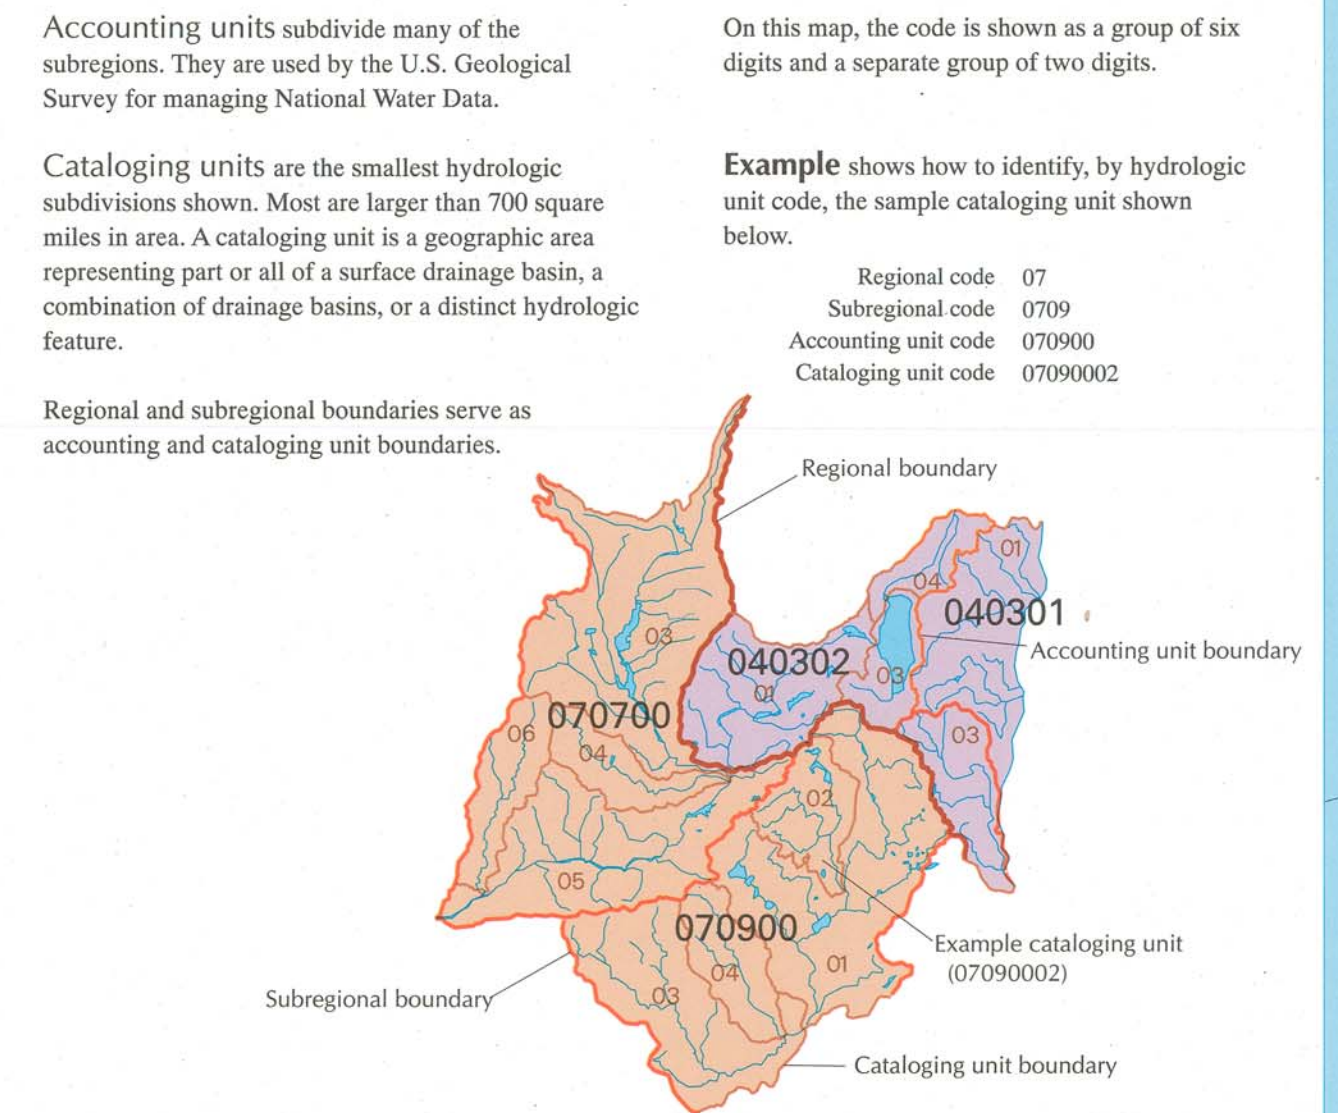 Accounting units subdivide many of the
subregions. They are used by the U.S. Geological
Survey for managing National Water Data.
Cataloging units are the smallest hydrologic
subdivisions shown. Most are larger than 700 square
miles in area. A cataloging unit is a geographic area
representing part or all of a surface drainage basin, a
combination of drainage basins, or a distinct hydrologic
feature.
Regional and subregional boundaries serve as
accounting and cataloging unit boundaries.
On this map, the code is shown as a group of six
digits and a separate group of two digits.
Example shows how to identify, by hydrologic
unit code, the sample cataloging unit shown
below.
Regional code 07
Subregional code 0709
Accounting unit code 070900
Cataloging unit code 07090002
Regional boundary
01
04
040301
03
Accounting unit boundary
040302
03
01
070700
06
04
03
02
05
070900
Example cataloging unit
(07090002)
04
01
03
Subregional boundary
Cataloging unit boundary